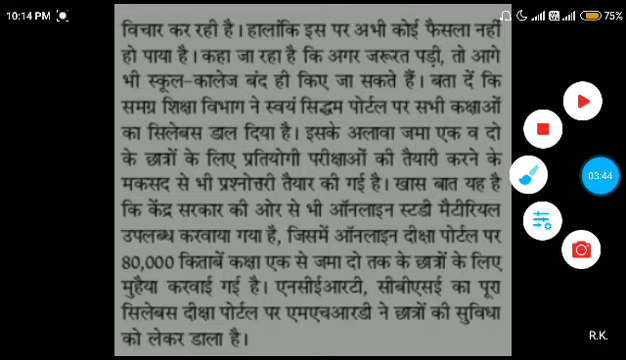 10:14 PM
75%
विचार कर रही है। हालांकि इस पर अभी कोई फैसला नहीं
हो पाया है। कहा जा रहा है कि अगर जरूरत पड़ी, तो आगे
भी स्कूल-कालेज बंद ही किए जा सकते हैं। बता दें कि
समग्र शिक्षा विभाग ने स्वयं सिद्धम पोर्टल पर सभी कक्षाओं
का सिलेबस डाल दिया है। इसके अलावा जमा एक व दो
के छात्रों के लिए प्रतियोगी परीक्षाओं की तैयारी करने के
मकसद से भी प्रश्नोत्तरी तैयार की गई है। खास बात यह है
कि केंद्र सरकार की ओर से भी ऑनलाइन स्टडी मैटीरियल
उपलब्ध करवाया गया है, जिसमें ऑनलाइन दीक्षा पोर्टल पर
80,000 किताबें कक्षा एक से जमा दो तक के छात्रों के लिए
मुहैया करवाई गई है। एनसीईआरटी, सीबीएसई का पूरा
सिलेबस दीक्षा पोर्टल पर एमएचआरडी ने छात्रों की सुविधा
को लेकर डाला है।
03:44
R.K.